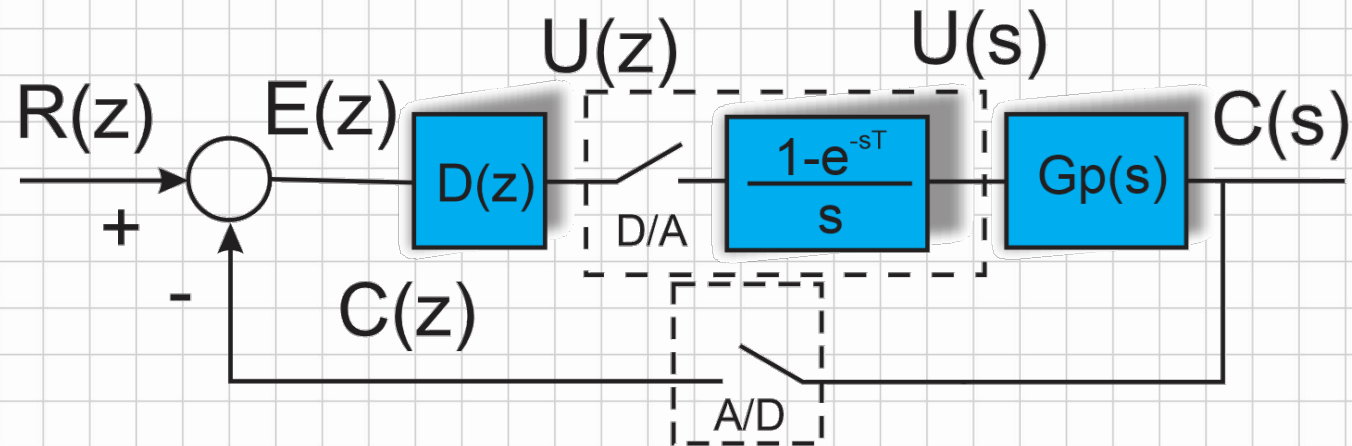 R(z)
+
-
E(z)
D(z)
U(z)
D/A
1-e-sT
s
U(s)
Gp(s)
C(s)
C(z)
A/D